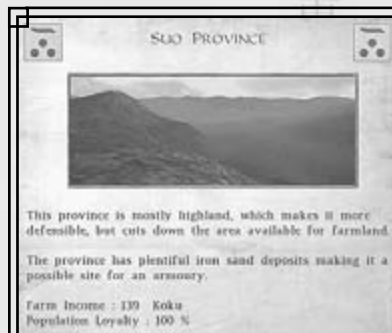 SUO PROVINCE
This province is mostly highland, which makes it more
defensible, but cuts down the area available for farmland.
The province has plentiful iron sand deposits making it a
possible site for an armoury.
Farm Income : 139 Koku
Population Loyalty : 100 %